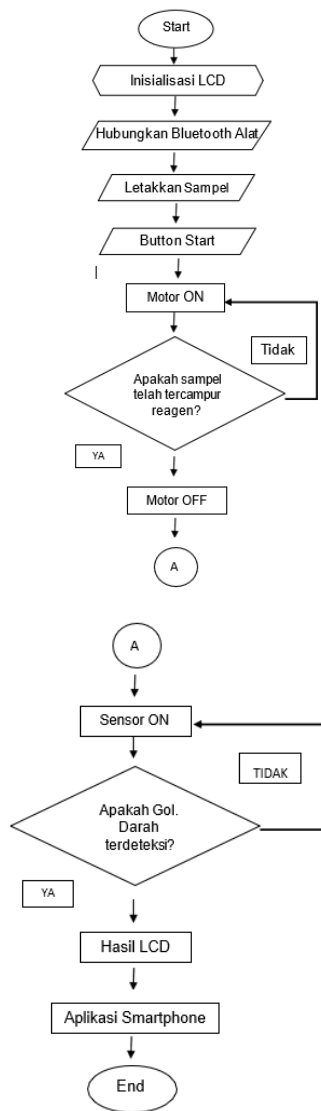 Start
Inisialisasi LCD
Hubungkan Bluetooth Alat
Letakkan Sampel
Button Start
Motor ON
Tidak
Apakah sampel
telah tercampur
reagen?
YA
Motor OFF
A
A
Sensor ON
TIDAK
Apakah Gol.
Darah
terdeteksi?
YA
Hasil LCD
Aplikasi Smartphone
End